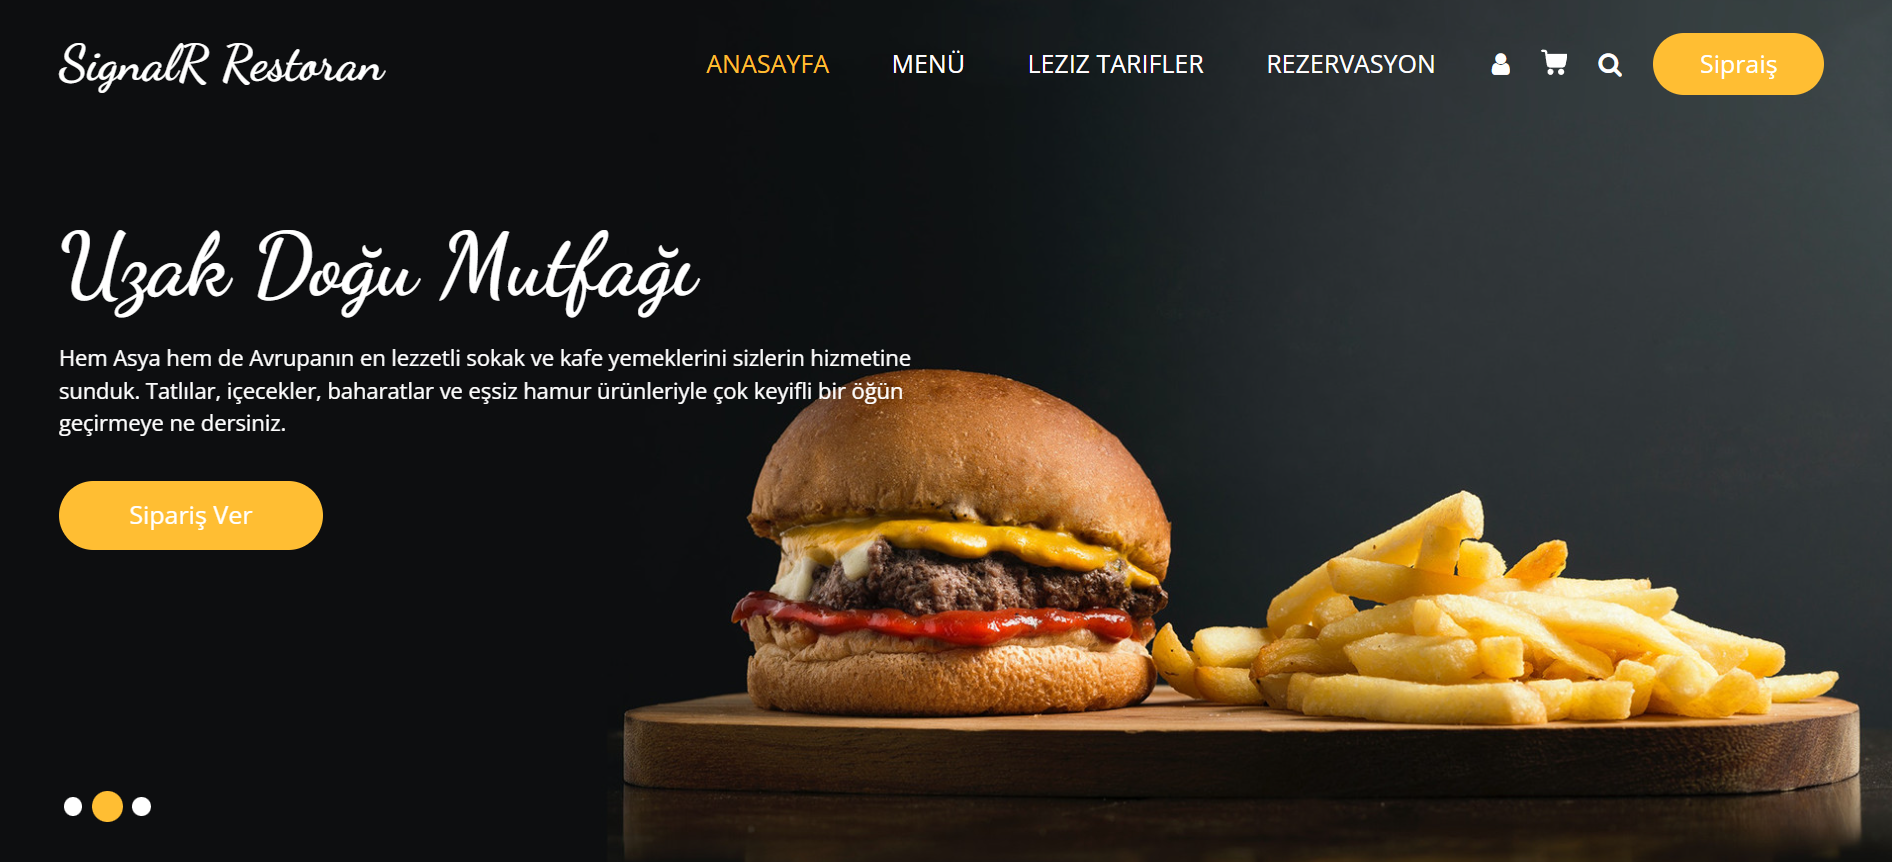 SignalR Restoran
ANASAYFA MENÜ LEZIZ TARIFLER REZERVASYON Sipraiş
Uzak Doğu Mutfağı
Hem Asya hem de Avrupanın en lezzetli sokak ve kafe yemeklerini sizlerin hizmetine
sunduk. Tatlılar, içecekler, baharatlar ve eşsiz hamur ürünleriyle çok keyifli bir öğün
geçirmeye ne dersiniz.
Sipariş Ver